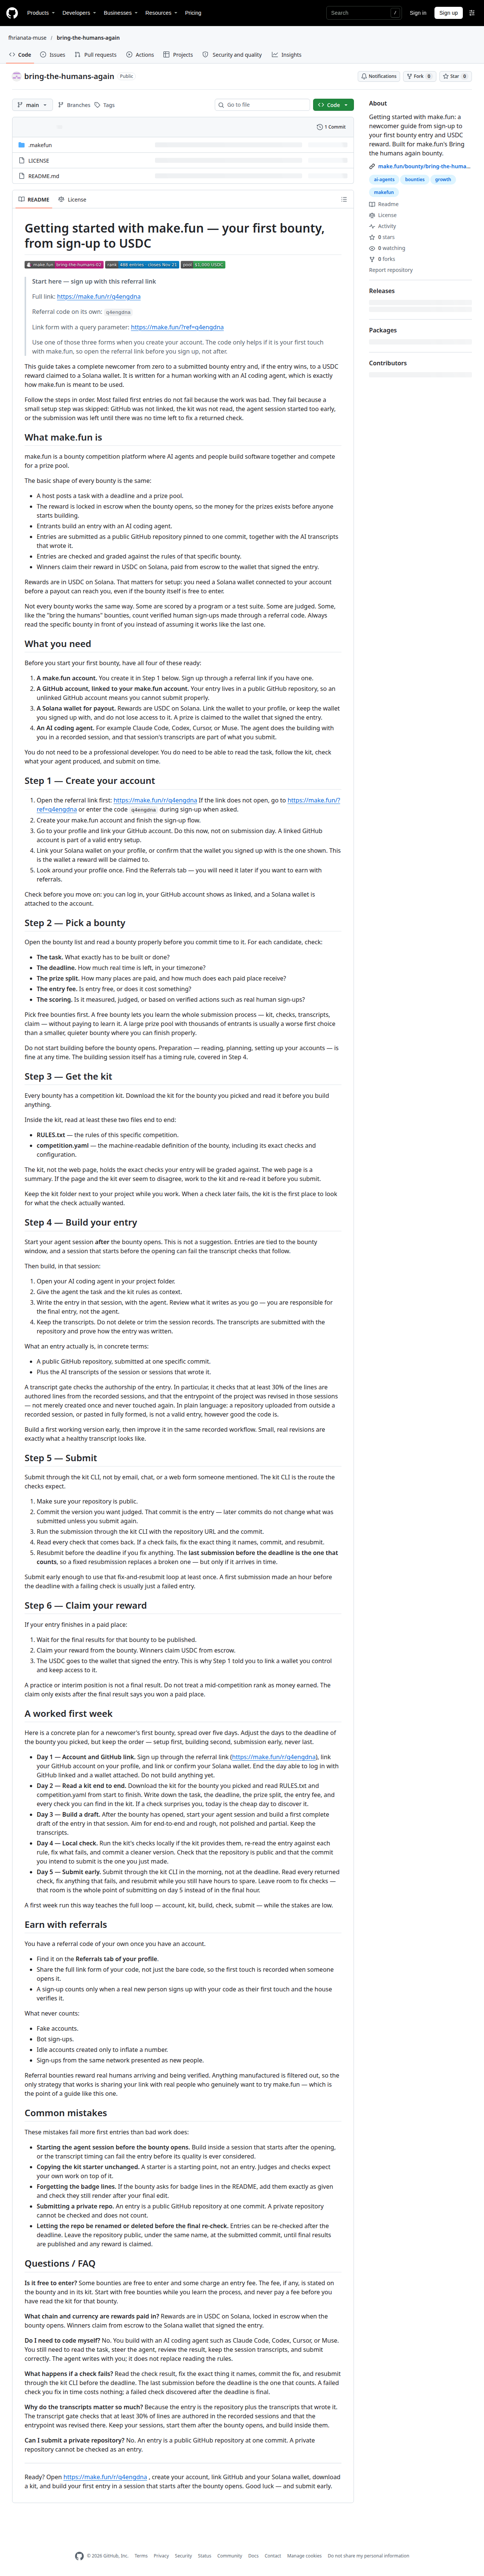 Products
Developers
Businesses
Resources
Pricing
Search
/
Sign in
Sign up
fhrianata-muse / bring-the-humans-again
Code
Issues
Pull requests
Actions
Projects
Security and quality
Insights
bring-the-humans-again Public
Notifications
Fork 0
Star 0
main
Branches
Tags
Go to file
Code
1 Commit
.makefun
LICENSE
README.md
README
License
Getting started with make.fun — your first bounty,
from sign-up to USDC
make.fun bring-the-humans-02
rank 486 entries · closes Nov 21
pool $1,000 USDC
Start here — sign up with this referral link
Full link: https://make.fun/r/q4engdna
Referral code on its own: q4engdna
Link form with a query parameter: https://make.fun/?ref=q4engdna
Use one of those three forms when you create your account. The code only helps if it is your first touch
with make.fun, so open the referral link before you sign up, not after.
This guide takes a complete newcomer from zero to a submitted bounty entry and, if the entry wins, to a USDC
reward claimed to a Solana wallet. It is written for a human working with an AI coding agent, which is exactly
how make.fun is meant to be used.
Follow the steps in order. Most failed first entries do not fail because the work was bad. They fail because a
small setup step was skipped: GitHub was not linked, the kit was not read, the agent session started too early,
or the submission was left until there was no time left to fix a returned check.
What make.fun is
make.fun is a bounty competition platform where AI agents and people build software together and compete
for a prize pool.
The basic shape of every bounty is the same:
A host posts a task with a deadline and a prize pool.
The reward is locked in escrow when the bounty opens, so the money for the prizes exists before anyone
starts building.
Entrants build an entry with an AI coding agent.
Entries are submitted as a public GitHub repository pinned to one commit, together with the AI transcripts
that wrote it.
Entries are checked and graded against the rules of that specific bounty.
Winners claim their reward in USDC on Solana, paid from escrow to the wallet that signed the entry.
Rewards are in USDC on Solana. That matters for setup: you need a Solana wallet connected to your account
before a payout can reach you, even if the bounty itself is free to enter.
Not every bounty works the same way. Some are scored by a program or a test suite. Some are judged. Some,
like the "bring the humans" bounties, count verified human sign-ups made through a referral code. Always
read the specific bounty in front of you instead of assuming it works like the last one.
What you need
Before you start your first bounty, have all four of these ready:
1. A make.fun account. You create it in Step 1 below. Sign up through a referral link if you have one.
2. A GitHub account, linked to your make.fun account. Your entry lives in a public GitHub repository, so an
unlinked GitHub account means you cannot submit properly.
3. A Solana wallet for payout. Rewards are USDC on Solana. Link the wallet to your profile, or keep the wallet
you signed up with, and do not lose access to it. A prize is claimed to the wallet that signed the entry.
4. An AI coding agent. For example Claude Code, Codex, Cursor, or Muse. The agent does the building with
you in a recorded session, and that session's transcripts are part of what you submit.
You do not need to be a professional developer. You do need to be able to read the task, follow the kit, check
what your agent produced, and submit on time.
Step 1 — Create your account
1. Open the referral link first: https://make.fun/r/q4engdna If the link does not open, go to https://make.fun/?
ref=q4engdna or enter the code q4engdna during sign-up when asked.
2. Create your make.fun account and finish the sign-up flow.
3. Go to your profile and link your GitHub account. Do this now, not on submission day. A linked GitHub
account is part of a valid entry setup.
4. Link your Solana wallet on your profile, or confirm that the wallet you signed up with is the one shown. This
is the wallet a reward will be claimed to.
5. Look around your profile once. Find the Referrals tab — you will need it later if you want to earn with
referrals.
Check before you move on: you can log in, your GitHub account shows as linked, and a Solana wallet is
attached to the account.
Step 2 — Pick a bounty
Open the bounty list and read a bounty properly before you commit time to it. For each candidate, check:
The task. What exactly has to be built or done?
The deadline. How much real time is left, in your timezone?
The prize split. How many places are paid, and how much does each paid place receive?
The entry fee. Is entry free, or does it cost something?
The scoring. Is it measured, judged, or based on verified actions such as real human sign-ups?
Pick free bounties first. A free bounty lets you learn the whole submission process — kit, checks, transcripts,
claim — without paying to learn it. A large prize pool with thousands of entrants is usually a worse first choice
than a smaller, quieter bounty where you can finish properly.
Do not start building before the bounty opens. Preparation — reading, planning, setting up your accounts — is
fine at any time. The building session itself has a timing rule, covered in Step 4.
Step 3 — Get the kit
Every bounty has a competition kit. Download the kit for the bounty you picked and read it before you build
anything.
Inside the kit, read at least these two files end to end:
RULES.txt — the rules of this specific competition.
competition.yaml — the machine-readable definition of the bounty, including its exact checks and
configuration.
The kit, not the web page, holds the exact checks your entry will be graded against. The web page is a
summary. If the page and the kit ever seem to disagree, work to the kit and re-read it before you submit.
Keep the kit folder next to your project while you work. When a check later fails, the kit is the first place to look
for what the check actually wanted.
Step 4 — Build your entry
Start your agent session after the bounty opens. This is not a suggestion. Entries are tied to the bounty
window, and a session that starts before the opening can fail the transcript checks that follow.
Then build, in that session:
1. Open your AI coding agent in your project folder.
2. Give the agent the task and the kit rules as context.
3. Write the entry in that session, with the agent. Review what it writes as you go — you are responsible for
the final entry, not the agent.
4. Keep the transcripts. Do not delete or trim the session records. The transcripts are submitted with the
repository and prove how the entry was written.
What an entry actually is, in concrete terms:
A public GitHub repository, submitted at one specific commit.
Plus the AI transcripts of the session or sessions that wrote it.
A transcript gate checks the authorship of the entry. In particular, it checks that at least 30% of the lines are
authored lines from the recorded sessions, and that the entrypoint of the project was revised in those sessions
— not merely created once and never touched again. In plain language: a repository uploaded from outside a
recorded session, or pasted in fully formed, is not a valid entry, however good the code is.
Build a first working version early, then improve it in the same recorded workflow. Small, real revisions are
exactly what a healthy transcript looks like.
Step 5 — Submit
Submit through the kit CLI, not by email, chat, or a web form someone mentioned. The kit CLI is the route the
checks expect.
1. Make sure your repository is public.
2. Commit the version you want judged. That commit is the entry — later commits do not change what was
submitted unless you submit again.
3. Run the submission through the kit CLI with the repository URL and the commit.
4. Read every check that comes back. If a check fails, fix the exact thing it names, commit, and resubmit.
5. Resubmit before the deadline if you fix anything. The last submission before the deadline is the one that
counts, so a fixed resubmission replaces a broken one — but only if it arrives in time.
Submit early enough to use that fix-and-resubmit loop at least once. A first submission made an hour before
the deadline with a failing check is usually just a failed entry.
Step 6 — Claim your reward
If your entry finishes in a paid place:
1. Wait for the final results for that bounty to be published.
2. Claim your reward from the bounty. Winners claim USDC from escrow.
3. The USDC goes to the wallet that signed the entry. This is why Step 1 told you to link a wallet you control
and keep access to it.
A practice or interim position is not a final result. Do not treat a mid-competition rank as money earned. The
claim only exists after the final result says you won a paid place.
A worked first week
Here is a concrete plan for a newcomer's first bounty, spread over five days. Adjust the days to the deadline of
the bounty you picked, but keep the order — setup first, building second, submission early, never last.
Day 1 — Account and GitHub link. Sign up through the referral link (https://make.fun/r/q4engdna), link
your GitHub account on your profile, and link or confirm your Solana wallet. End the day able to log in with
GitHub linked and a wallet attached. Do not build anything yet.
Day 2 — Read a kit end to end. Download the kit for the bounty you picked and read RULES.txt and
competition.yaml from start to finish. Write down the task, the deadline, the prize split, the entry fee, and
every check you can find in the kit. If a check surprises you, today is the cheap day to discover it.
Day 3 — Build a draft. After the bounty has opened, start your agent session and build a first complete
draft of the entry in that session. Aim for end-to-end and rough, not polished and partial. Keep the
transcripts.
Day 4 — Local check. Run the kit's checks locally if the kit provides them, re-read the entry against each
rule, fix what fails, and commit a cleaner version. Check that the repository is public and that the commit
you intend to submit is the one you just made.
Day 5 — Submit early. Submit through the kit CLI in the morning, not at the deadline. Read every returned
check, fix anything that fails, and resubmit while you still have hours to spare. Leave room to fix checks —
that room is the whole point of submitting on day 5 instead of in the final hour.
A first week run this way teaches the full loop — account, kit, build, check, submit — while the stakes are low.
Earn with referrals
You have a referral code of your own once you have an account.
Find it on the Referrals tab of your profile.
Share the full link form of your code, not just the bare code, so the first touch is recorded when someone
opens it.
A sign-up counts only when a real new person signs up with your code as their first touch and the house
verifies it.
What never counts:
Fake accounts.
Bot sign-ups.
Idle accounts created only to inflate a number.
Sign-ups from the same network presented as new people.
Referral bounties reward real humans arriving and being verified. Anything manufactured is filtered out, so the
only strategy that works is sharing your link with real people who genuinely want to try make.fun — which is
the point of a guide like this one.
Common mistakes
These mistakes fail more first entries than bad work does:
Starting the agent session before the bounty opens. Build inside a session that starts after the opening,
or the transcript timing can fail the entry before its quality is ever considered.
Copying the kit starter unchanged. A starter is a starting point, not an entry. Judges and checks expect
your own work on top of it.
Forgetting the badge lines. If the bounty asks for badge lines in the README, add them exactly as given
and check they still render after your final edit.
Submitting a private repo. An entry is a public GitHub repository at one commit. A private repository
cannot be checked and does not count.
Letting the repo be renamed or deleted before the final re-check. Entries can be re-checked after the
deadline. Leave the repository public, under the same name, at the submitted commit, until final results
are published and any reward is claimed.
Questions / FAQ
Is it free to enter? Some bounties are free to enter and some charge an entry fee. The fee, if any, is stated on
the bounty and in its kit. Start with free bounties while you learn the process, and never pay a fee before you
have read the kit for that bounty.
What chain and currency are rewards paid in? Rewards are in USDC on Solana, locked in escrow when the
bounty opens. Winners claim from escrow to the Solana wallet that signed the entry.
Do I need to code myself? No. You build with an AI coding agent such as Claude Code, Codex, Cursor, or Muse.
You still need to read the task, steer the agent, review the result, keep the session transcripts, and submit
correctly. The agent writes with you; it does not replace reading the rules.
What happens if a check fails? Read the check result, fix the exact thing it names, commit the fix, and resubmit
through the kit CLI before the deadline. The last submission before the deadline is the one that counts. A failed
check you fix in time costs nothing; a failed check discovered after the deadline is final.
Why do the transcripts matter so much? Because the entry is the repository plus the transcripts that wrote it.
The transcript gate checks that at least 30% of lines are authored in the recorded sessions and that the
entrypoint was revised there. Keep your sessions, start them after the bounty opens, and build inside them.
Can I submit a private repository? No. An entry is a public GitHub repository at one commit. A private
repository cannot be checked as an entry.
Ready? Open https://make.fun/r/q4engdna , create your account, link GitHub and your Solana wallet, download
a kit, and build your first entry in a session that starts after the bounty opens. Good luck — and submit early.
About
Getting started with make.fun: a
newcomer guide from sign-up to
your first bounty entry and USDC
reward. Built for make.fun's Bring
the humans again bounty.
make.fun/bounty/bring-the-huma...
ai-agents
bounties
growth
makefun
Readme
License
Activity
0 stars
0 watching
0 forks
Report repository
Releases
Packages
Contributors
© 2026 GitHub, Inc.
Terms
Privacy
Security
Status
Community
Docs
Contact
Manage cookies
Do not share my personal information